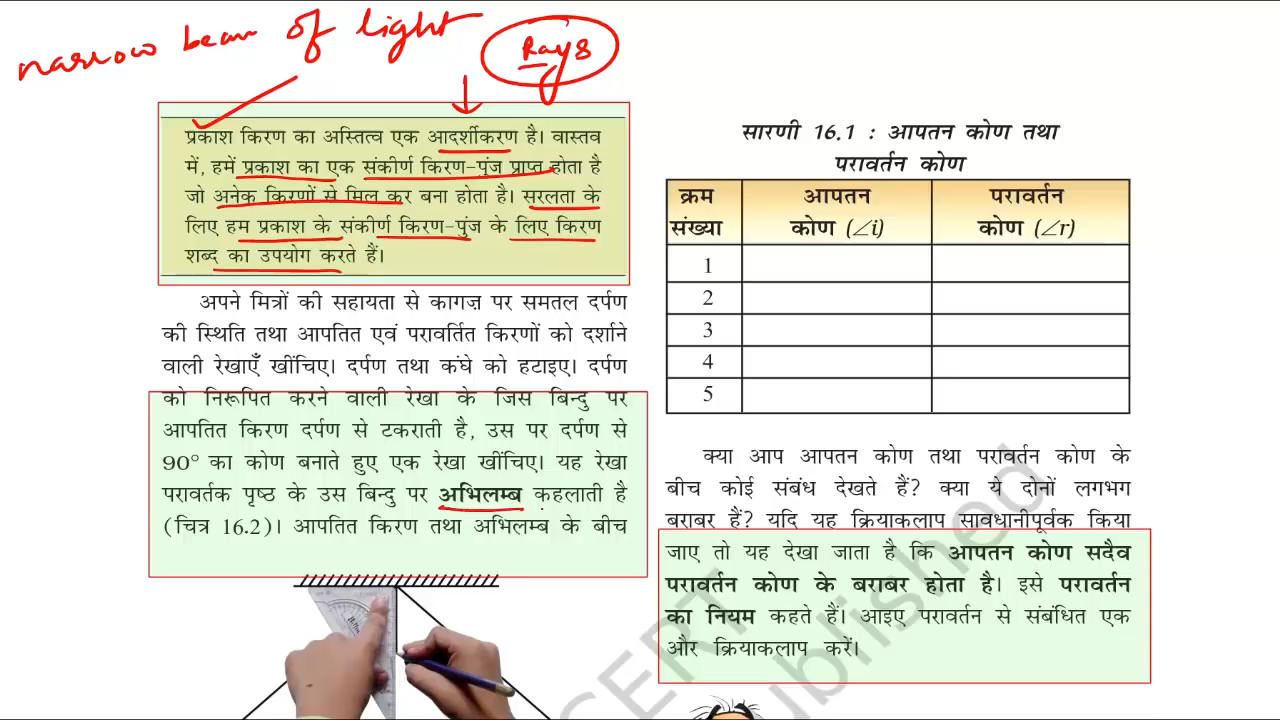 narrow beam of light
Rays
प्रकाश किरण का अस्तित्व एक आदर्शीकरण है। वास्तव
में, हमें प्रकाश का एक संकीर्ण किरण-पुंज प्राप्त होता है
जो अनेक किरणों से मिल कर बना होता है। सरलता के
लिए हम प्रकाश के संकीर्ण किरण-पुंज के लिए किरण
शब्द का उपयोग करते हैं।
अपने मित्रों की सहायता से कागज़ पर समतल दर्पण
की स्थिति तथा आपतित एवं परावर्तित किरणों को दर्शाने
वाली रेखाएँ खींचिए। दर्पण तथा कंघे को हटाइए। दर्पण
को निरूपित करने वाली रेखा के जिस बिन्दु पर
आपतित किरण दर्पण से टकराती है, उस पर दर्पण से
90° का कोण बनाते हुए एक रेखा खींचिए। यह रेखा
परावर्तक पृष्ठ के उस बिन्दु पर अभिलम्ब कहलाती है
(चित्र 16.2)। आपतित किरण तथा अभिलम्ब के बीच
सारणी 16.1 : आपतन कोण तथा
परावर्तन कोण
क्रम संख्या आपतन कोण (∠i) परावर्तन कोण (∠r)
1
2
3
4
5
क्या आप आपतन कोण तथा परावर्तन कोण के
बीच कोई संबंध देखते हैं? क्या ये दोनों लगभग
बराबर हैं? यदि यह क्रियाकलाप सावधानीपूर्वक किया
जाए तो यह देखा जाता है कि आपतन कोण सदैव
परावर्तन कोण के बराबर होता है। इसे परावर्तन
का नियम कहते हैं। आइए परावर्तन से संबंधित एक
और क्रियाकलाप करें।